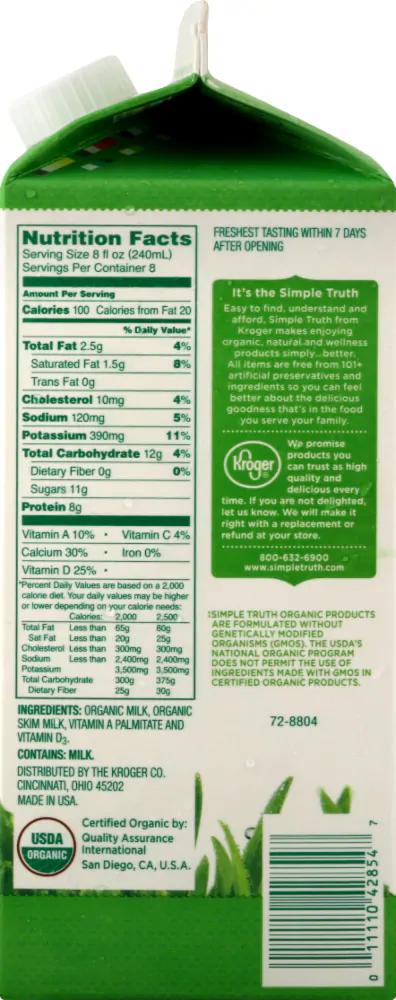 Nutrition Facts
Serving Size 8 fl oz (240mL)
Servings Per Container 8
Amount Per Serving
Calories 100 Calories from Fat 20
% Daily Value*
Total Fat 2.5g 4%
Saturated Fat 1.5g 8%
Trans Fat 0g
Cholesterol 10mg 4%
Sodium 120mg 5%
Potassium 390mg 11%
Total Carbohydrate 12g 4%
Dietary Fiber 0g 0%
Sugars 11g
Protein 8g
Vitamin A 10% • Vitamin C 4%
Calcium 30% • Iron 0%
Vitamin D 25% •
*Percent Daily Values are based on a 2,000
calorie diet. Your daily values may be higher
or lower depending on your calorie needs:
Calories: 2,000 2,500
Total Fat Less than 65g 80g
Sat Fat Less than 20g 25g
Cholesterol Less than 300mg 300mg
Sodium Less than 2,400mg 2,400mg
Potassium 3,500mg 3,500mg
Total Carbohydrate 300g 375g
Dietary Fiber 25g 30g
INGREDIENTS: ORGANIC MILK, ORGANIC
SKIM MILK, VITAMIN A PALMITATE AND
VITAMIN D3.
CONTAINS: MILK.
DISTRIBUTED BY THE KROGER CO.
CINCINNATI, OHIO 45202
MADE IN USA.
USDA
ORGANIC
Certified Organic by:
Quality Assurance
International
San Diego, CA, U.S.A.
FRESHEST TASTING WITHIN 7 DAYS
AFTER OPENING
It's the Simple Truth
Easy to find, understand and
afford, Simple Truth from
Kroger makes enjoying
organic, natural and wellness
products simply...better.
All items are free from 101+
artificial preservatives and
ingredients so you can feel
better about the delicious
goodness that's in the food
you serve your family.
Kroger
We promise
products you
can trust as high
quality and
delicious every
time. If you are not delighted,
let us know. We will make it
right with a replacement or
refund at your store.
800-632-6900
www.simpletruth.com
‡SIMPLE TRUTH ORGANIC PRODUCTS
ARE FORMULATED WITHOUT
GENETICALLY MODIFIED
ORGANISMS (GMOS). THE USDA'S
NATIONAL ORGANIC PROGRAM
DOES NOT PERMIT THE USE OF
INGREDIENTS MADE WITH GMOS IN
CERTIFIED ORGANIC PRODUCTS.
72-8804
0 11110 42854 7